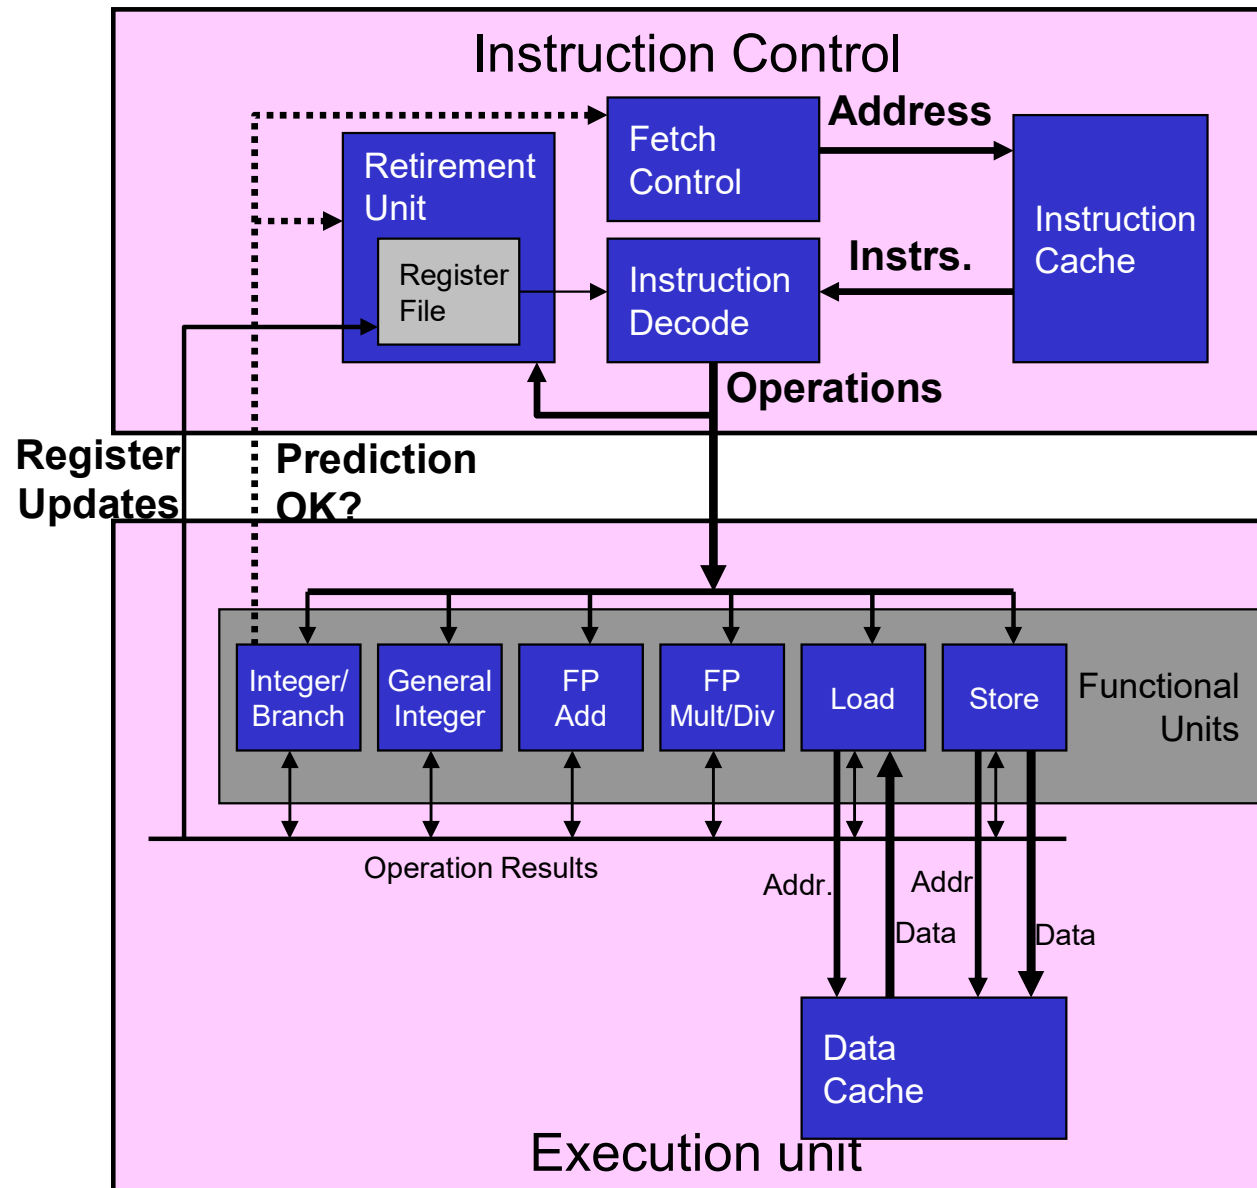 Instruction Control
Address
Fetch
Control
Retirement
Unit
Instruction
Cache
Instrs.
Register
File
Instruction
Decode
Operations
Register
Updates
Prediction
OK?
Integer/
Branch
General
Integer
FP
Add
FP
Mult/Div
Load
Store
Functional
Units
Operation Results
Addr.
Addr
Data
Data
Data
Cache
Execution unit